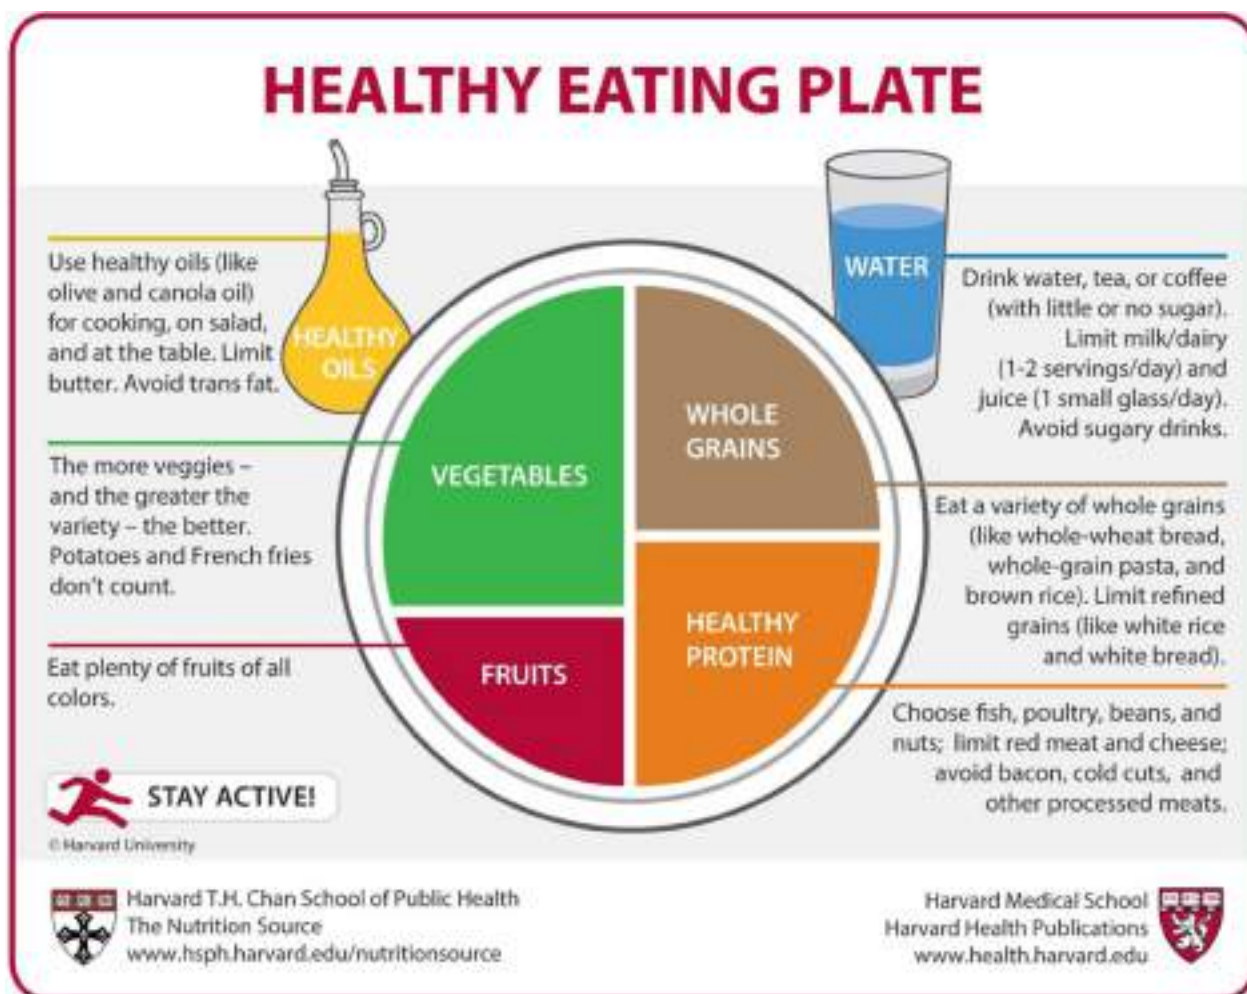 HEALTHY EATING PLATE
Use healthy oils (like
olive and canola oil)
for cooking, on salad,
and at the table. Limit
butter. Avoid trans fat.
HEALTHY
OILS
The more veggies –
and the greater the
variety – the better.
Potatoes and French fries
don't count.
Eat plenty of fruits of all
colors.
VEGETABLES
FRUITS
WHOLE
GRAINS
HEALTHY
PROTEIN
WATER
Drink water, tea, or coffee
(with little or no sugar).
Limit milk/dairy
(1-2 servings/day) and
juice (1 small glass/day).
Avoid sugary drinks.
Eat a variety of whole grains
(like whole-wheat bread,
whole-grain pasta, and
brown rice). Limit refined
grains (like white rice
and white bread).
Choose fish, poultry, beans, and
nuts; limit red meat and cheese;
avoid bacon, cold cuts, and
other processed meats.
STAY ACTIVE!
© Harvard University
Harvard T.H. Chan School of Public Health
The Nutrition Source
www.hsph.harvard.edu/nutritionsource
Harvard Medical School
Harvard Health Publications
www.health.harvard.edu